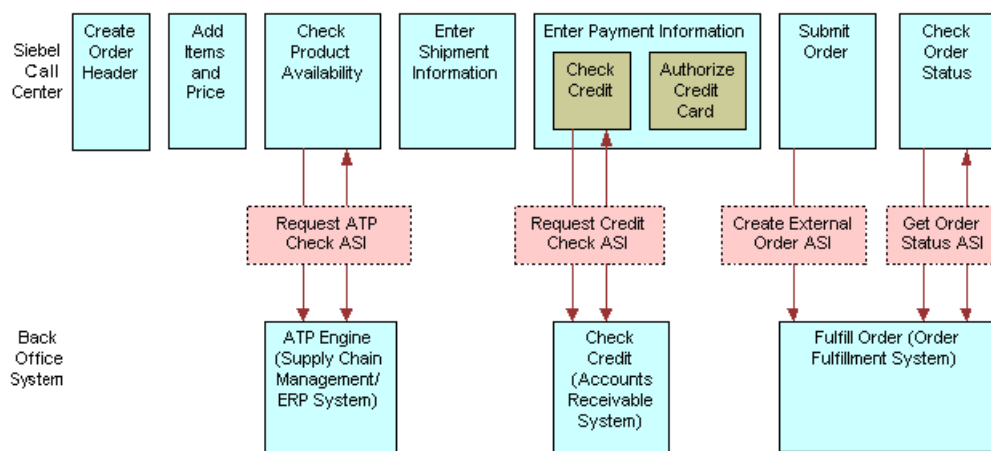 Siebel
Call
Center
Create
Order
Header
Add
Items
and
Price
Check
Product
Availability
Enter
Shipment
Information
Enter Payment Information
Check
Credit
Authorize
Credit
Card
Submit
Order
Check
Order
Status
Request ATP
Check ASI
Request Credit
Check ASI
Create External
Order ASI
Get Order
Status ASI
Back
Office
System
ATP Engine
(Supply Chain
Management/
ERP System)
Check
Credit
(Accounts
Receivable
System)
Fulfill Order (Order
Fulfillment System)